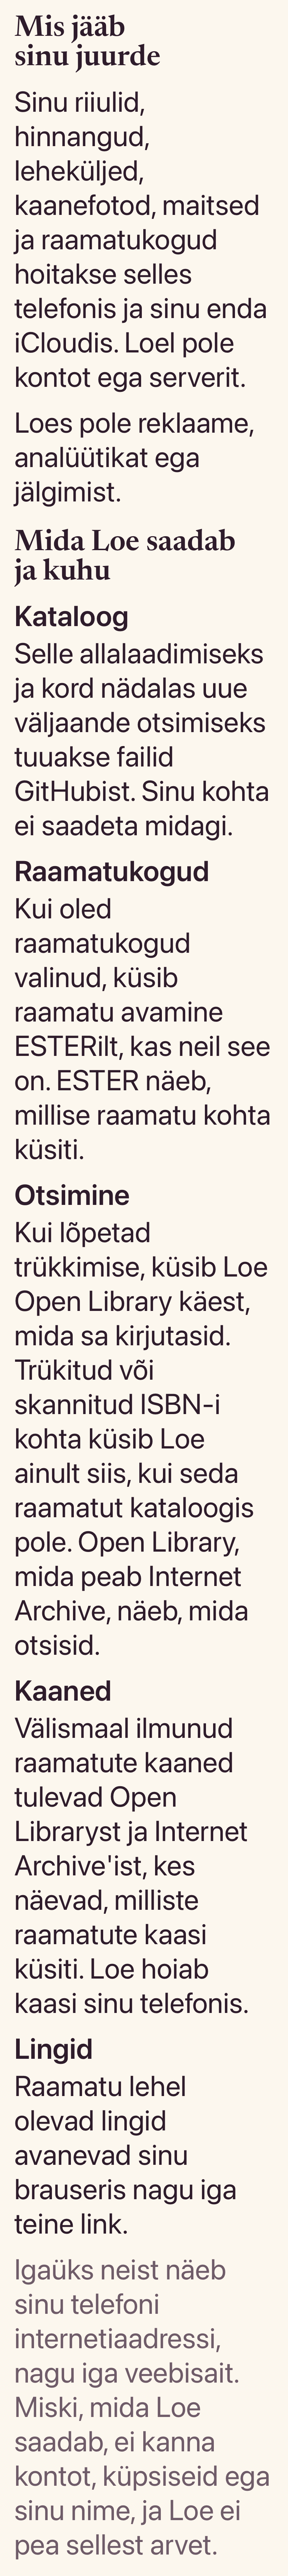 Mis jääb
sinu juurde
Sinu riiulid,
hinnangud,
leheküljed,
kaanefotod, maitsed
ja raamatukogud
hoitakse selles
telefonis ja sinu enda
iCloudis. Loel pole
kontot ega serverit.
Loes pole reklaame,
analüütikat ega
jälgimist.
Mida Loe saadab
ja kuhu
Kataloog
Selle allalaadimiseks
ja kord nädalas uue
väljaande otsimiseks
tuuakse failid
GitHubist. Sinu kohta
ei saadeta midagi.
Raamatukogud
Kui oled
raamatukogud
valinud, küsib
raamatu avamine
ESTERilt, kas neil see
on. ESTER näeb,
millise raamatu kohta
küsiti.
Otsimine
Kui lõpetad
trükkimise, küsib Loe
Open Library käest,
mida sa kirjutasid.
Trükitud või
skannitud ISBN-i
kohta küsib Loe
ainult siis, kui seda
raamatut kataloogis
pole. Open Library,
mida peab Internet
Archive, näeb, mida
otsisid.
Kaaned
Välismaal ilmunud
raamatute kaaned
tulevad Open
Libraryst ja Internet
Archive'ist, kes
näevad, milliste
raamatute kaasi
küsiti. Loe hoiab
kaasi sinu telefonis.
Lingid
Raamatu lehel
olevad lingid
avanevad sinu
brauseris nagu iga
teine link.
Igaüks neist näeb
sinu telefoni
internetiaadressi,
nagu iga veebisait.
Miski, mida Loe
saadab, ei kanna
kontot, küpsiseid ega
sinu nime, ja Loe ei
pea sellest arvet.